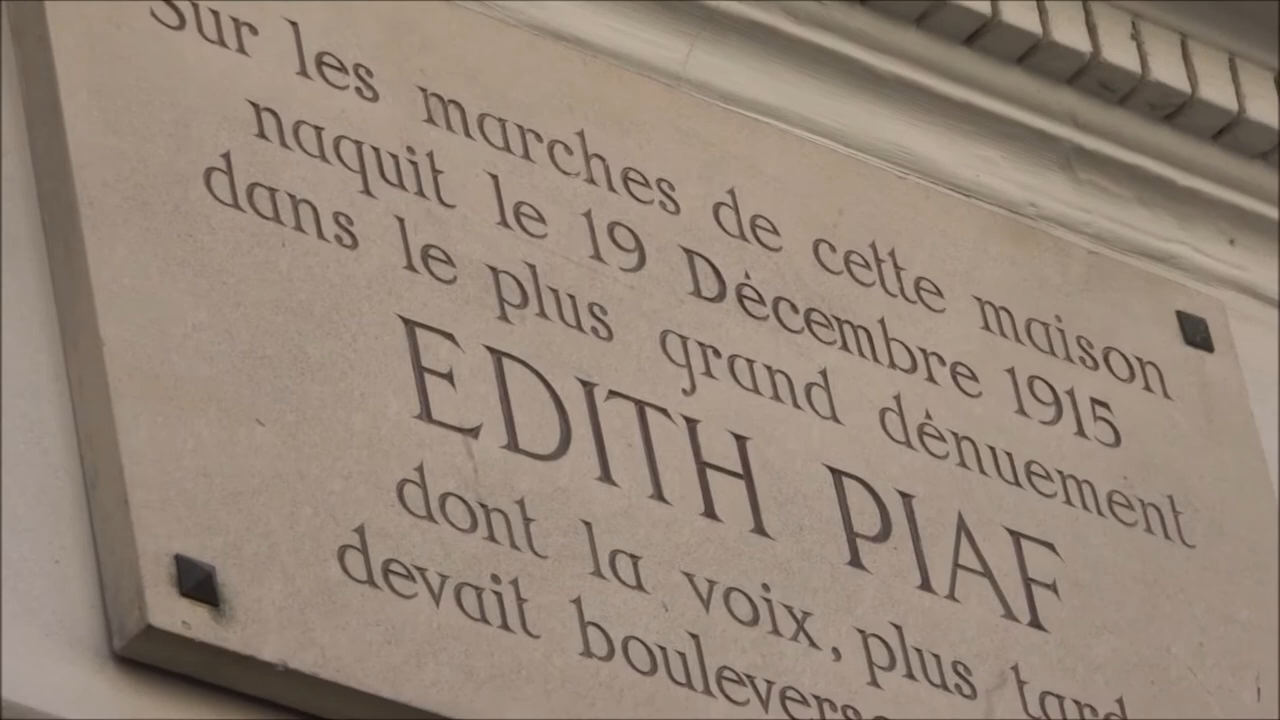 Sur les marches de cette maison
naquit le 19 Décembre 1915
dans le plus grand dénuement
EDITH PIAF
dont la voix, plus tard
devait